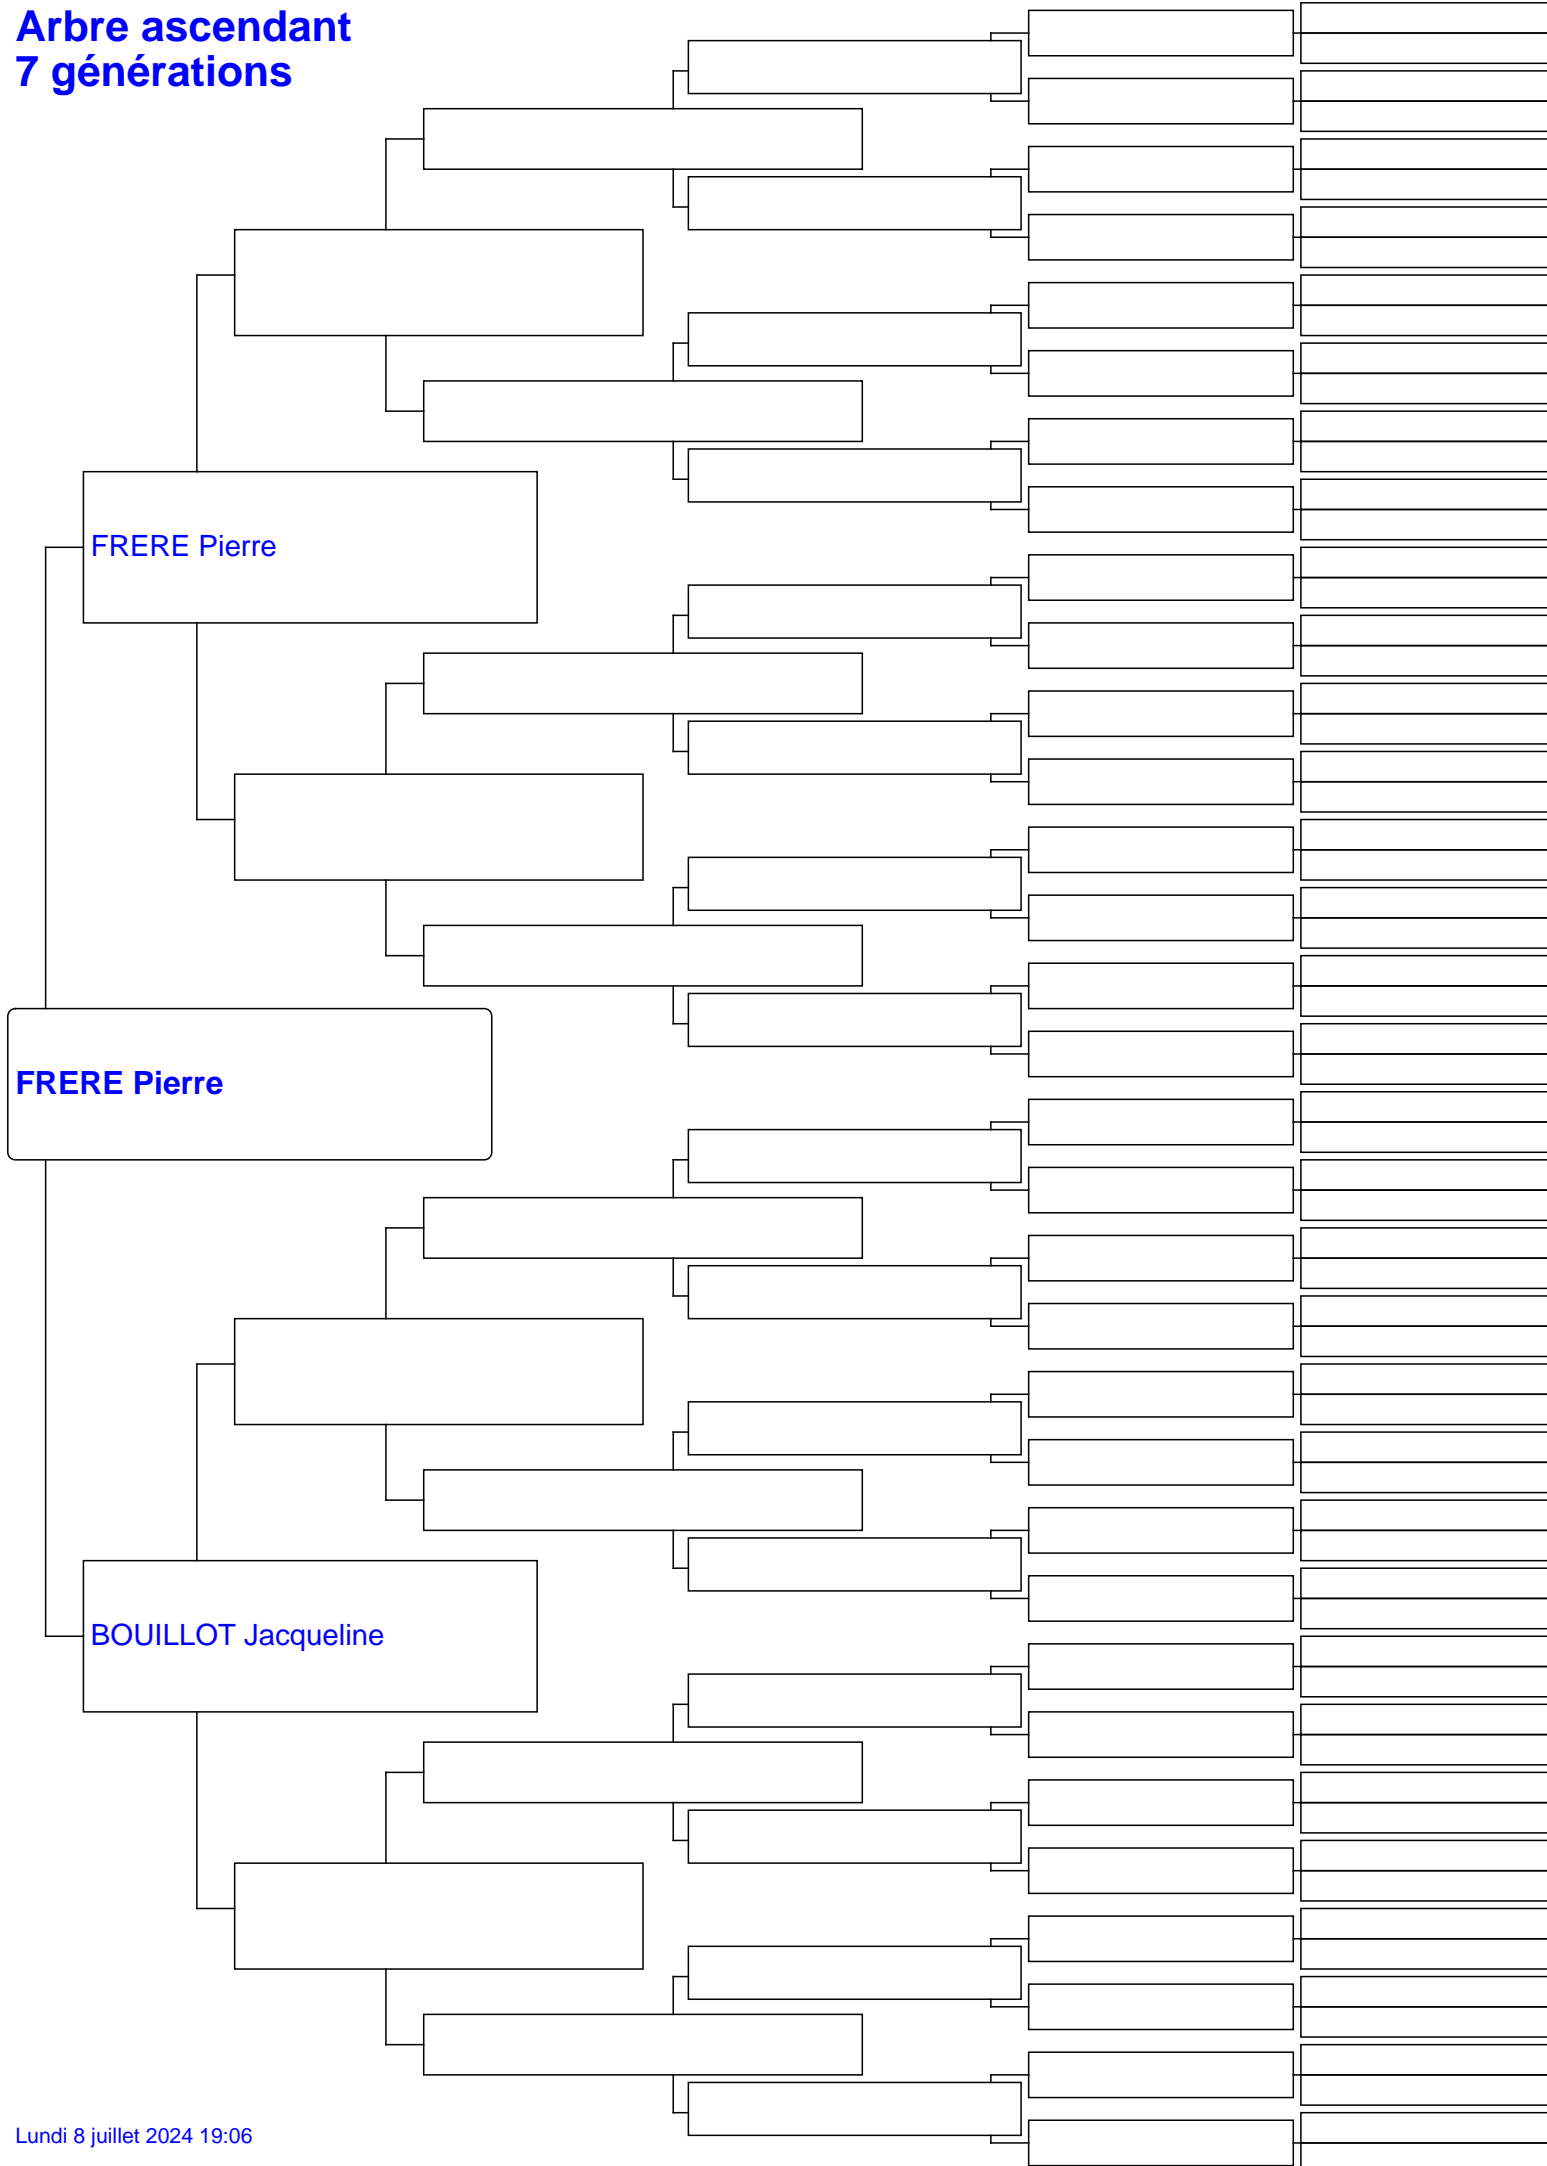 Arbre ascendant
7 générations
FRERE Pierre
FRERE Pierre
BOUILLOT Jacqueline
Lundi 8 juillet 2024 19:06